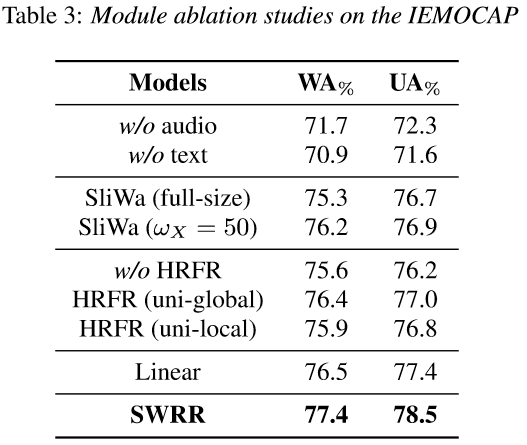 Table 3: Module ablation studies on the IEMOCAP
Models WA% UA%
w/o audio 71.7 72.3
w/o text 70.9 71.6
SliWa (full-size) 75.3 76.7
SliWa (ω_X = 50) 76.2 76.9
w/o HRFR 75.6 76.2
HRFR (uni-global) 76.4 77.0
HRFR (uni-local) 75.9 76.8
Linear 76.5 77.4
SWRR 77.4 78.5